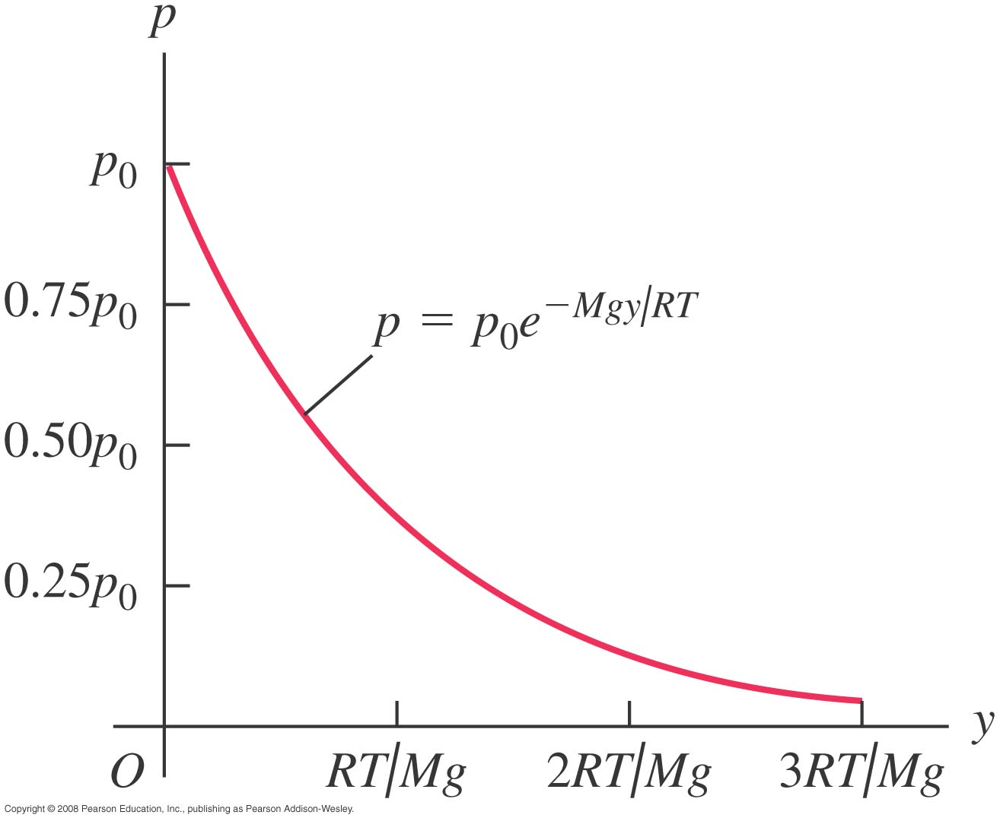 p
p₀
0.75p₀
p = p₀e^−Mgy/RT
0.50p₀
0.25p₀
y
O
RT/Mg
2RT/Mg
3RT/Mg
Copyright © 2008 Pearson Education, Inc., publishing as Pearson Addison-Wesley.